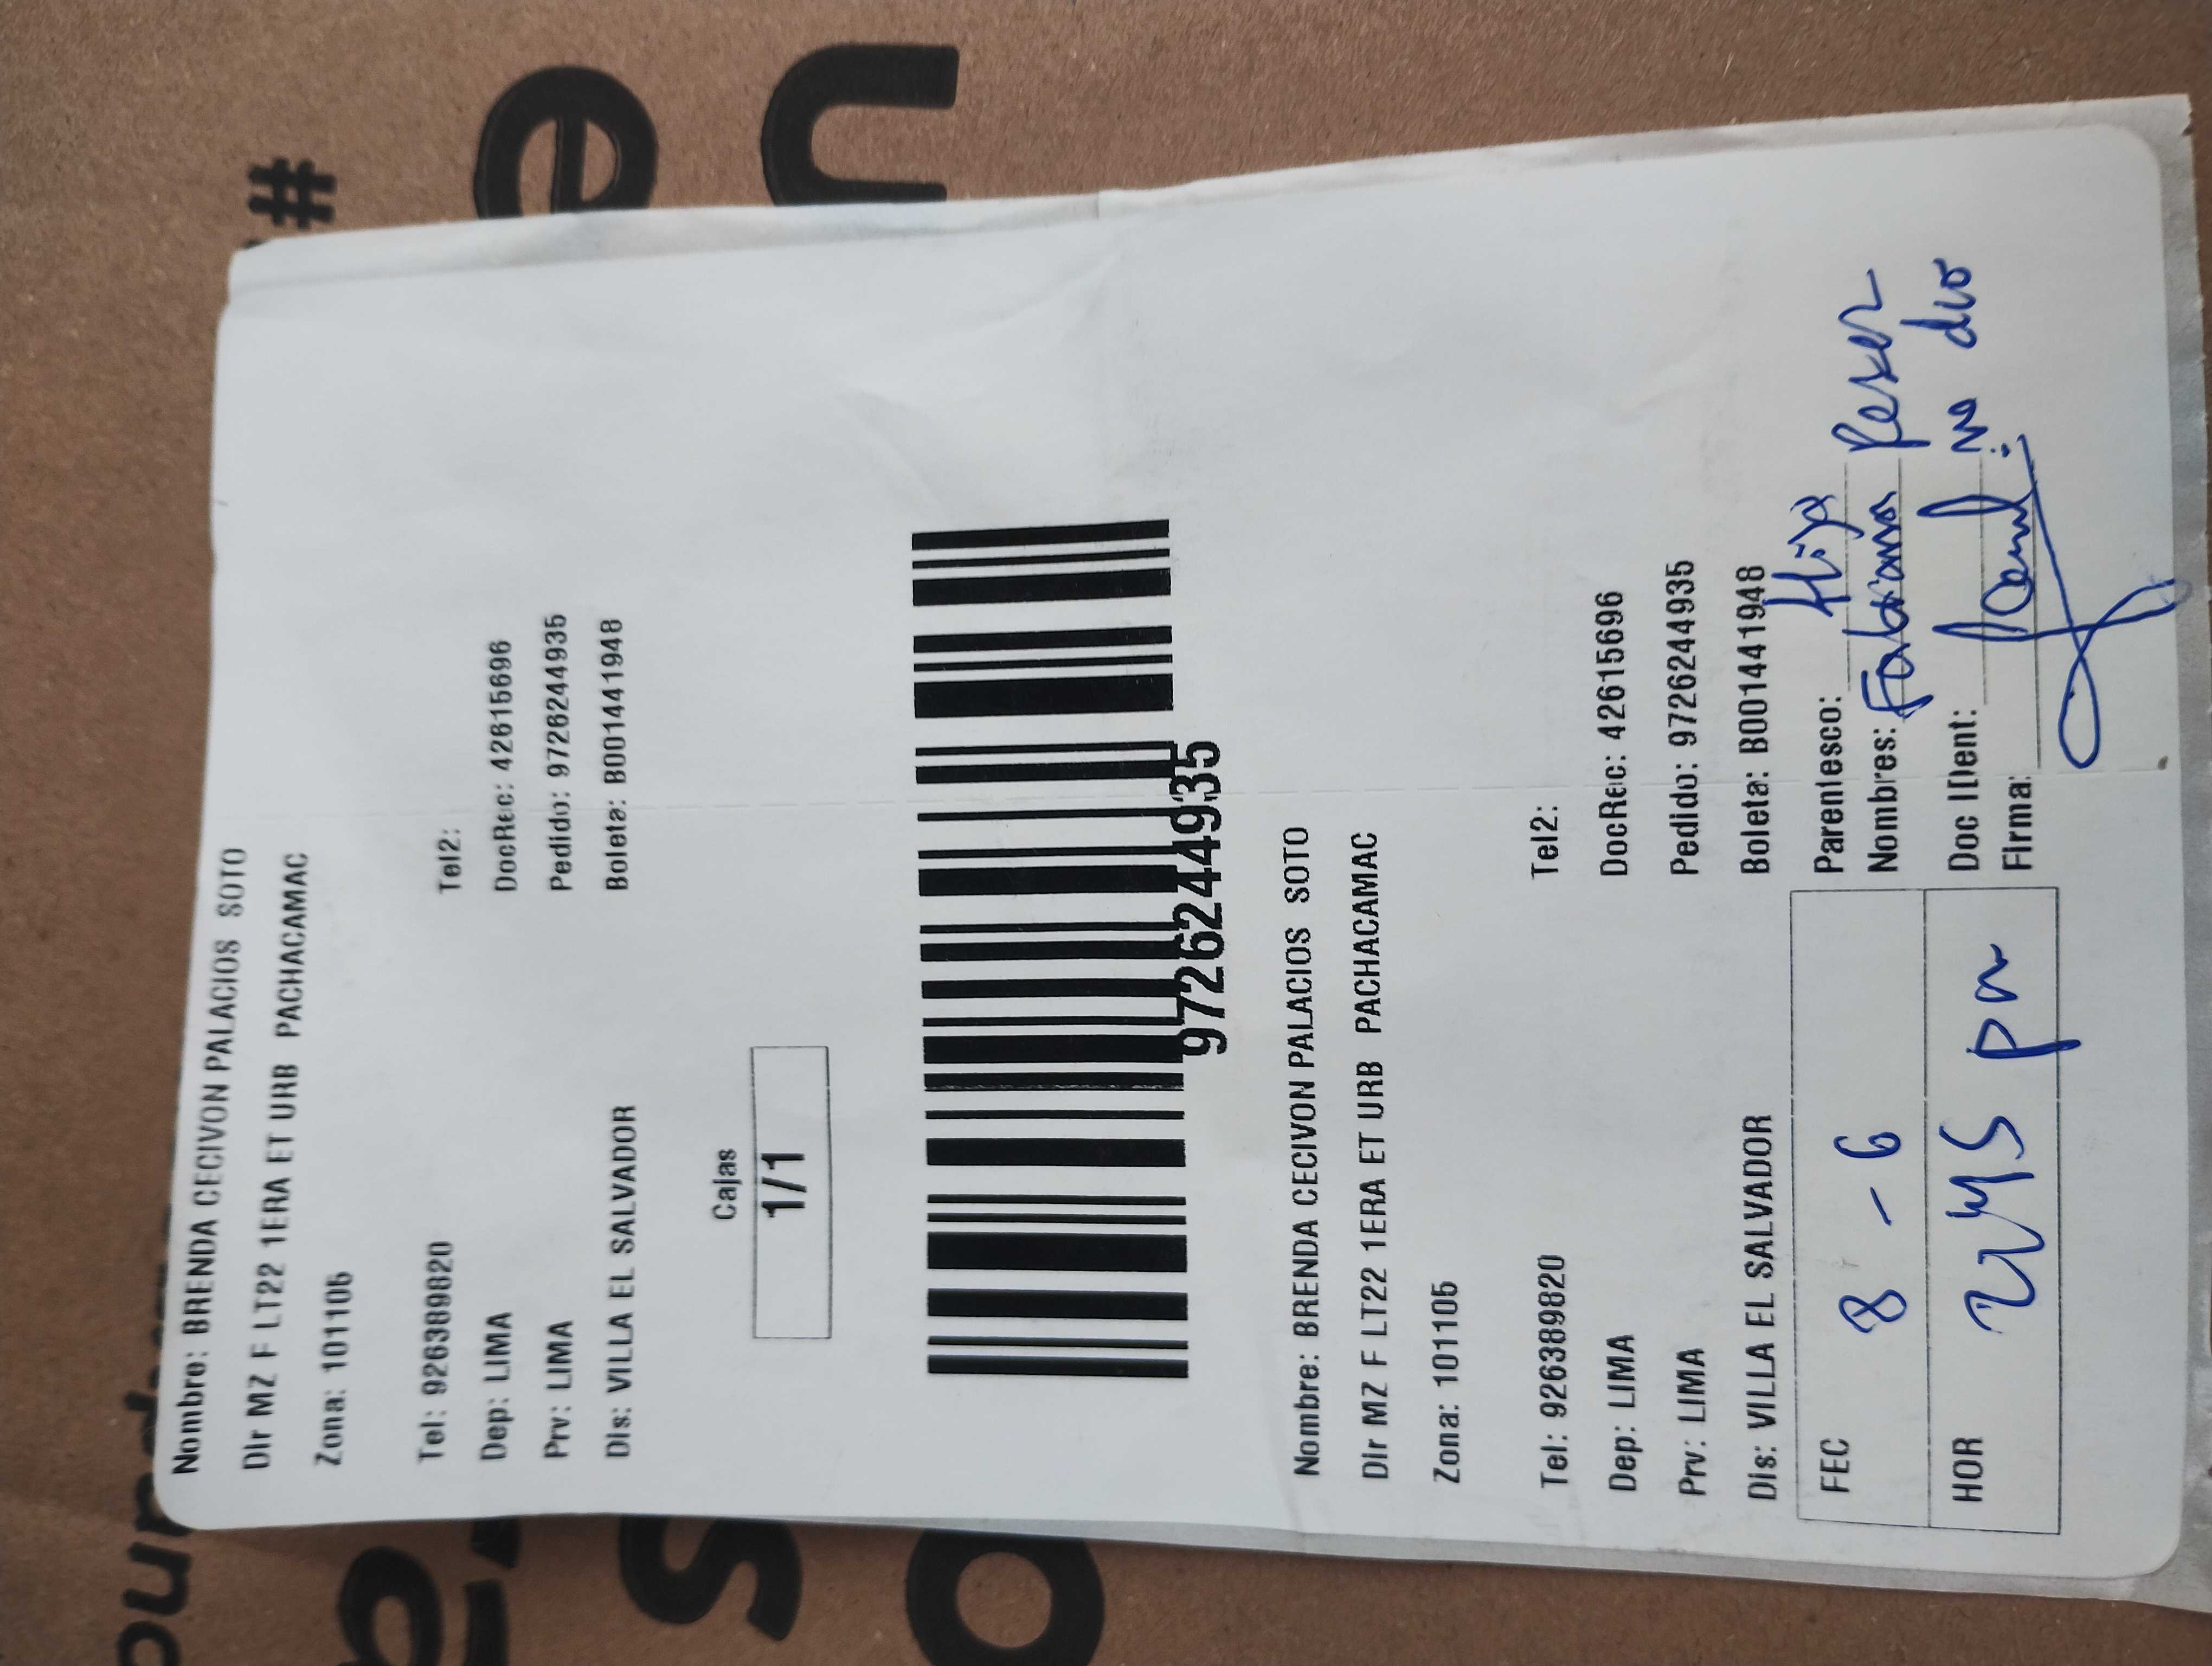 #
e
u
Nombre: BRENDA CECIVON PALACIOS SOTO
Dir MZ F LT22 1ERA ET URB PACHACAMAC
Zona: 101105
Tel: 926389820 Tel2:
Dep: LIMA DocRec: 42615696
Prv: LIMA Pedido: 9726244935
Dis: VILLA EL SALVADOR Boleta: B001441948
Cajas
1/1
9726244935
Nombre: BRENDA CECIVON PALACIOS SOTO
Dir MZ F LT22 1ERA ET URB PACHACAMAC
Zona: 101105
Tel: 926389820 Tel2:
Dep: LIMA DocRec: 42615696
Prv: LIMA Pedido: 9726244935
Dis: VILLA EL SALVADOR Boleta: B001441948
FEC 8 - 6 Parentesco: Hija
Nombres: Fabiana
HOR 2:45 pm Doc IDent: no dio
Firma: